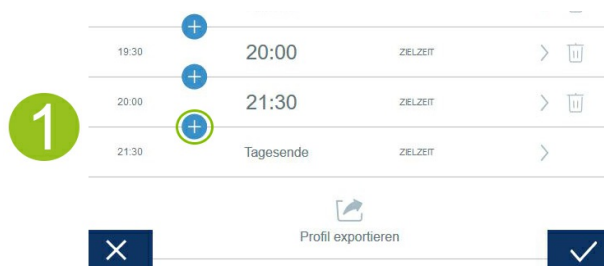 19:30 20:00 ZIELZEIT
20:00 21:30 ZIELZEIT
1
21:30 Tagesende ZIELZEIT
Profil exportieren